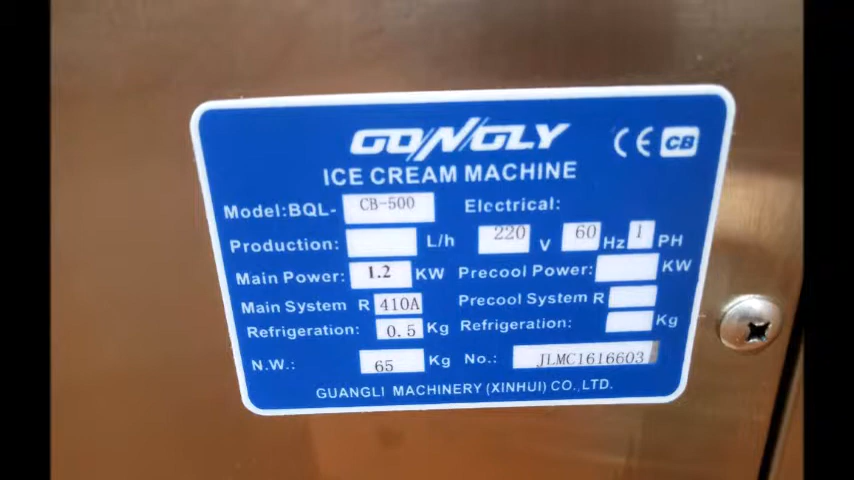 GONGLY CE CB
ICE CREAM MACHINE
Model:BQL- CB-500 Electrical:
Production: L/h 220 V 60 Hz 1 PH
Main Power: 1.2 KW Precool Power: KW
Main System R 410A Precool System R
Refrigeration: 0.5 Kg Refrigeration: Kg
N.W.: 65 Kg No.: JLMC1616603
GUANGLI MACHINERY (XINHUI) CO.,LTD.